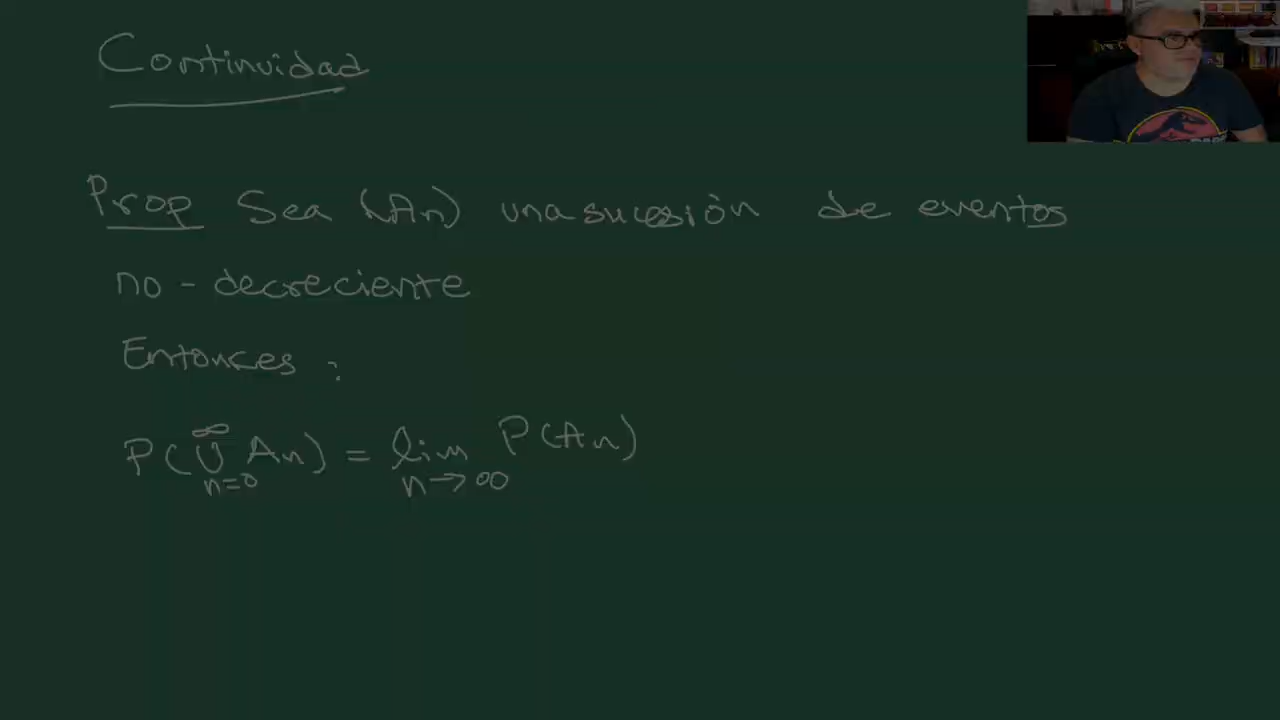 Continuidad
Prop Sea (An) una sucesión de eventos
no-decreciente
Entonces :
P(∪_{n=0}^{∞} An) = lim_{n→∞} P(An)